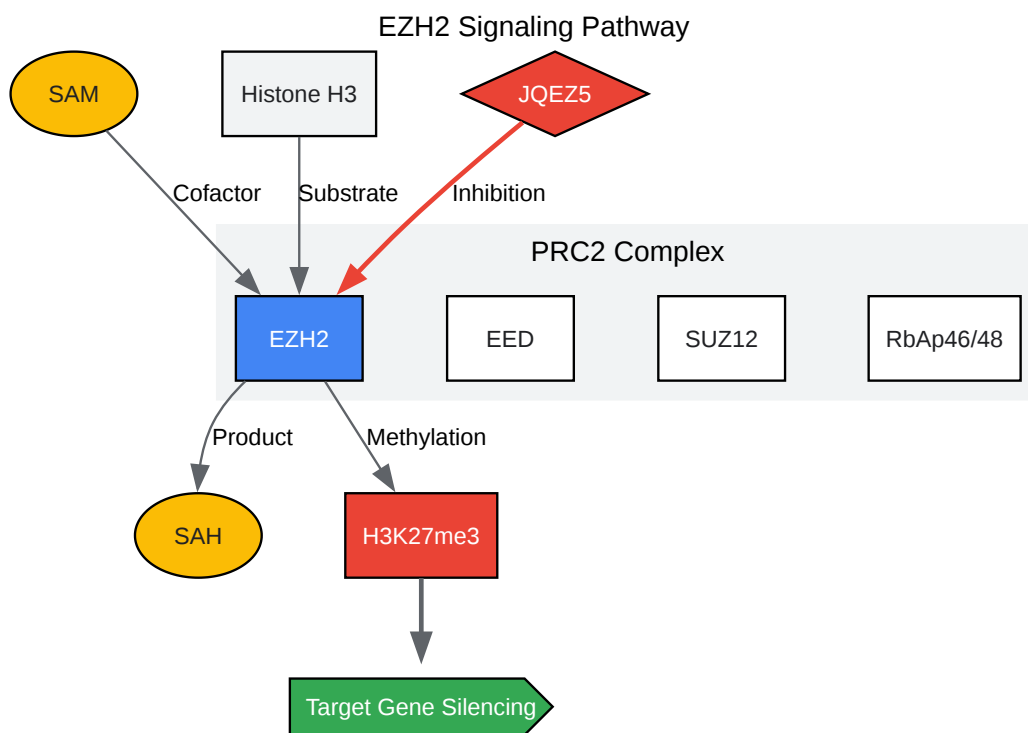 EZH2 Signaling Pathway
SAM
Histone H3
JQEZ5
Cofactor
Substrate
Inhibition
PRC2 Complex
EZH2
EED
SUZ12
RbAp46/48
Product
Methylation
SAH
H3K27me3
Target Gene Silencing